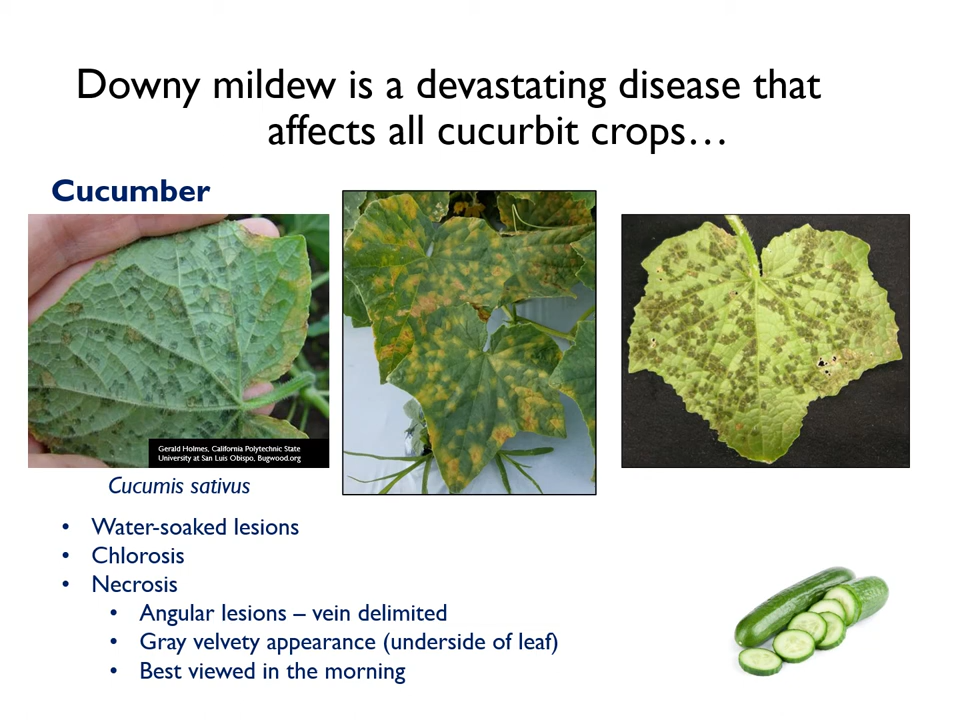 Downy mildew is a devastating disease that
affects all cucurbit crops…
Cucumber
Gerald Holmes, California Polytechnic State
University at San Luis Obispo, Bugwood.org
Cucumis sativus
• Water-soaked lesions
• Chlorosis
• Necrosis
• Angular lesions – vein delimited
• Gray velvety appearance (underside of leaf)
• Best viewed in the morning